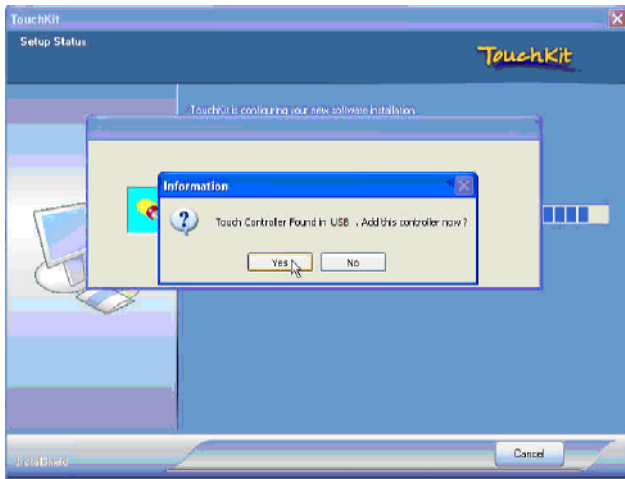 TouchKit
Setup Status
TouchKit
TouchKit is configuring your new software installation
Information
Touch Controller Found in USB , Add this controller now ?
Yes
No
Cancel
InstallShield